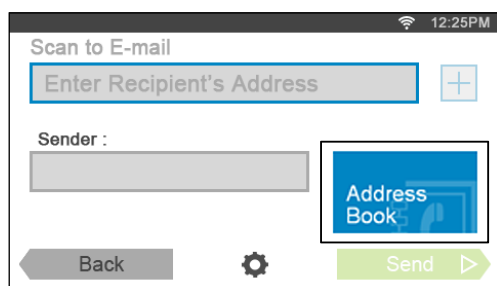 12:25PM
Scan to E-mail
Enter Recipient's Address
Sender :
Address
Book
Back
Send